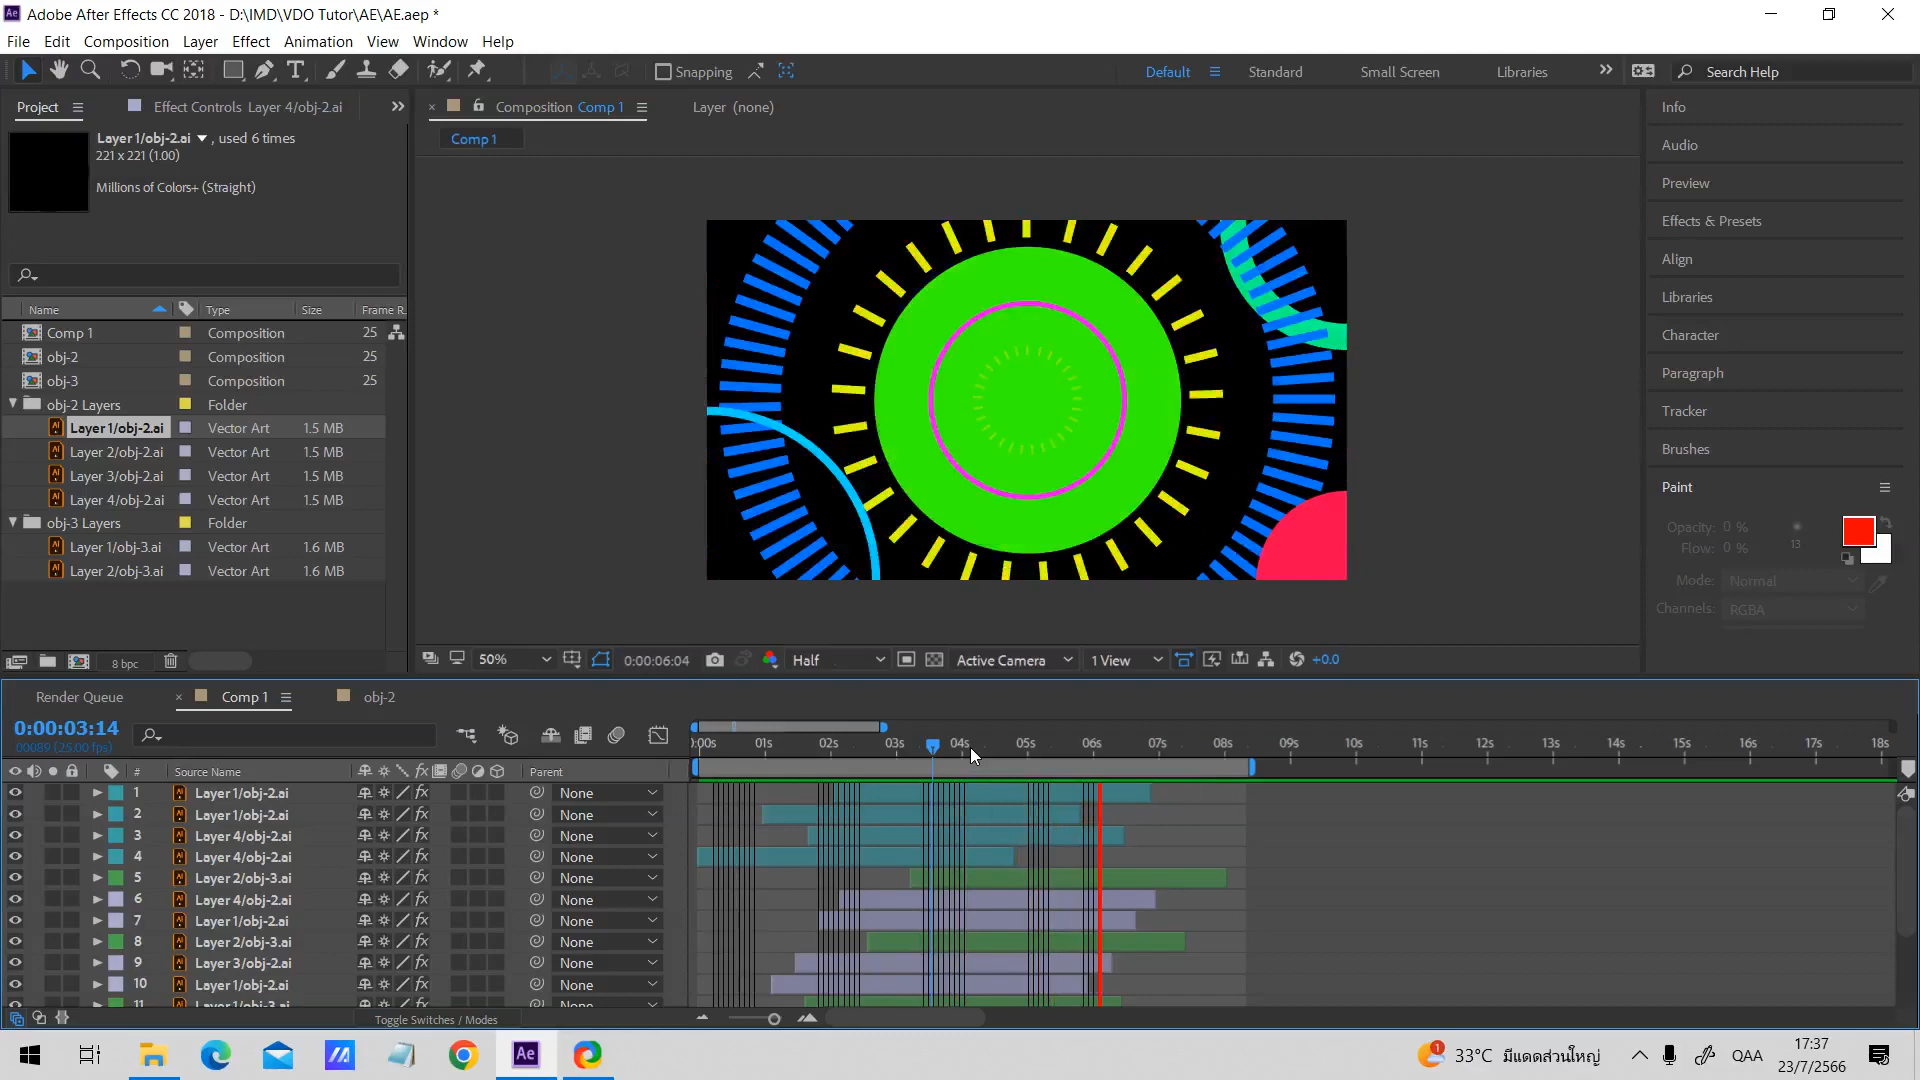 Adobe After Effects CC 2018 - D:\IMD\VDO Tutor\AE\AE.aep *
File Edit Composition Layer Effect Animation View Window Help
Snapping Default Standard Small Screen Libraries Search Help
Project Effect Controls Layer 4/obj-2.ai
Composition Comp 1 Layer (none)
Comp 1
Layer 1/obj-2.ai , used 6 times
221 x 221 (1.00)
Millions of Colors+ (Straight)
Name Type Size Frame R..
Comp 1 Composition 25
obj-2 Composition 25
obj-3 Composition 25
obj-2 Layers Folder
Layer 1/obj-2.ai Vector Art 1.5 MB
Layer 2/obj-2.ai Vector Art 1.5 MB
Layer 3/obj-2.ai Vector Art 1.5 MB
Layer 4/obj-2.ai Vector Art 1.5 MB
obj-3 Layers Folder
Layer 1/obj-3.ai Vector Art 1.6 MB
Layer 2/obj-3.ai Vector Art 1.6 MB
8 bpc
50% 0:00:06:04 Half Active Camera 1 View +0.0
Info
Audio
Preview
Effects & Presets
Align
Libraries
Character
Paragraph
Tracker
Brushes
Paint
Opacity: 0 %
Flow: 0 % 13
Mode: Normal
Channels: RGBA
Render Queue Comp 1 obj-2
0:00:03:14
00089 (25.00 fps)
:00s 01s 02s 03s 04s 05s 06s 07s 08s 09s 10s 11s 12s 13s 14s 15s 16s 17s 18s
# Source Name fx Parent
1 Layer 1/obj-2.ai fx None
2 Layer 1/obj-2.ai fx None
3 Layer 4/obj-2.ai fx None
4 Layer 4/obj-2.ai fx None
5 Layer 2/obj-3.ai fx None
6 Layer 4/obj-2.ai fx None
7 Layer 1/obj-2.ai fx None
8 Layer 2/obj-3.ai fx None
9 Layer 3/obj-2.ai fx None
10 Layer 1/obj-2.ai fx None
11 Layer 1/obj-3.ai fx None
Toggle Switches / Modes
Ae 1 33°C มีแดดส่วนใหญ่ QAA 17:37
23/7/2566